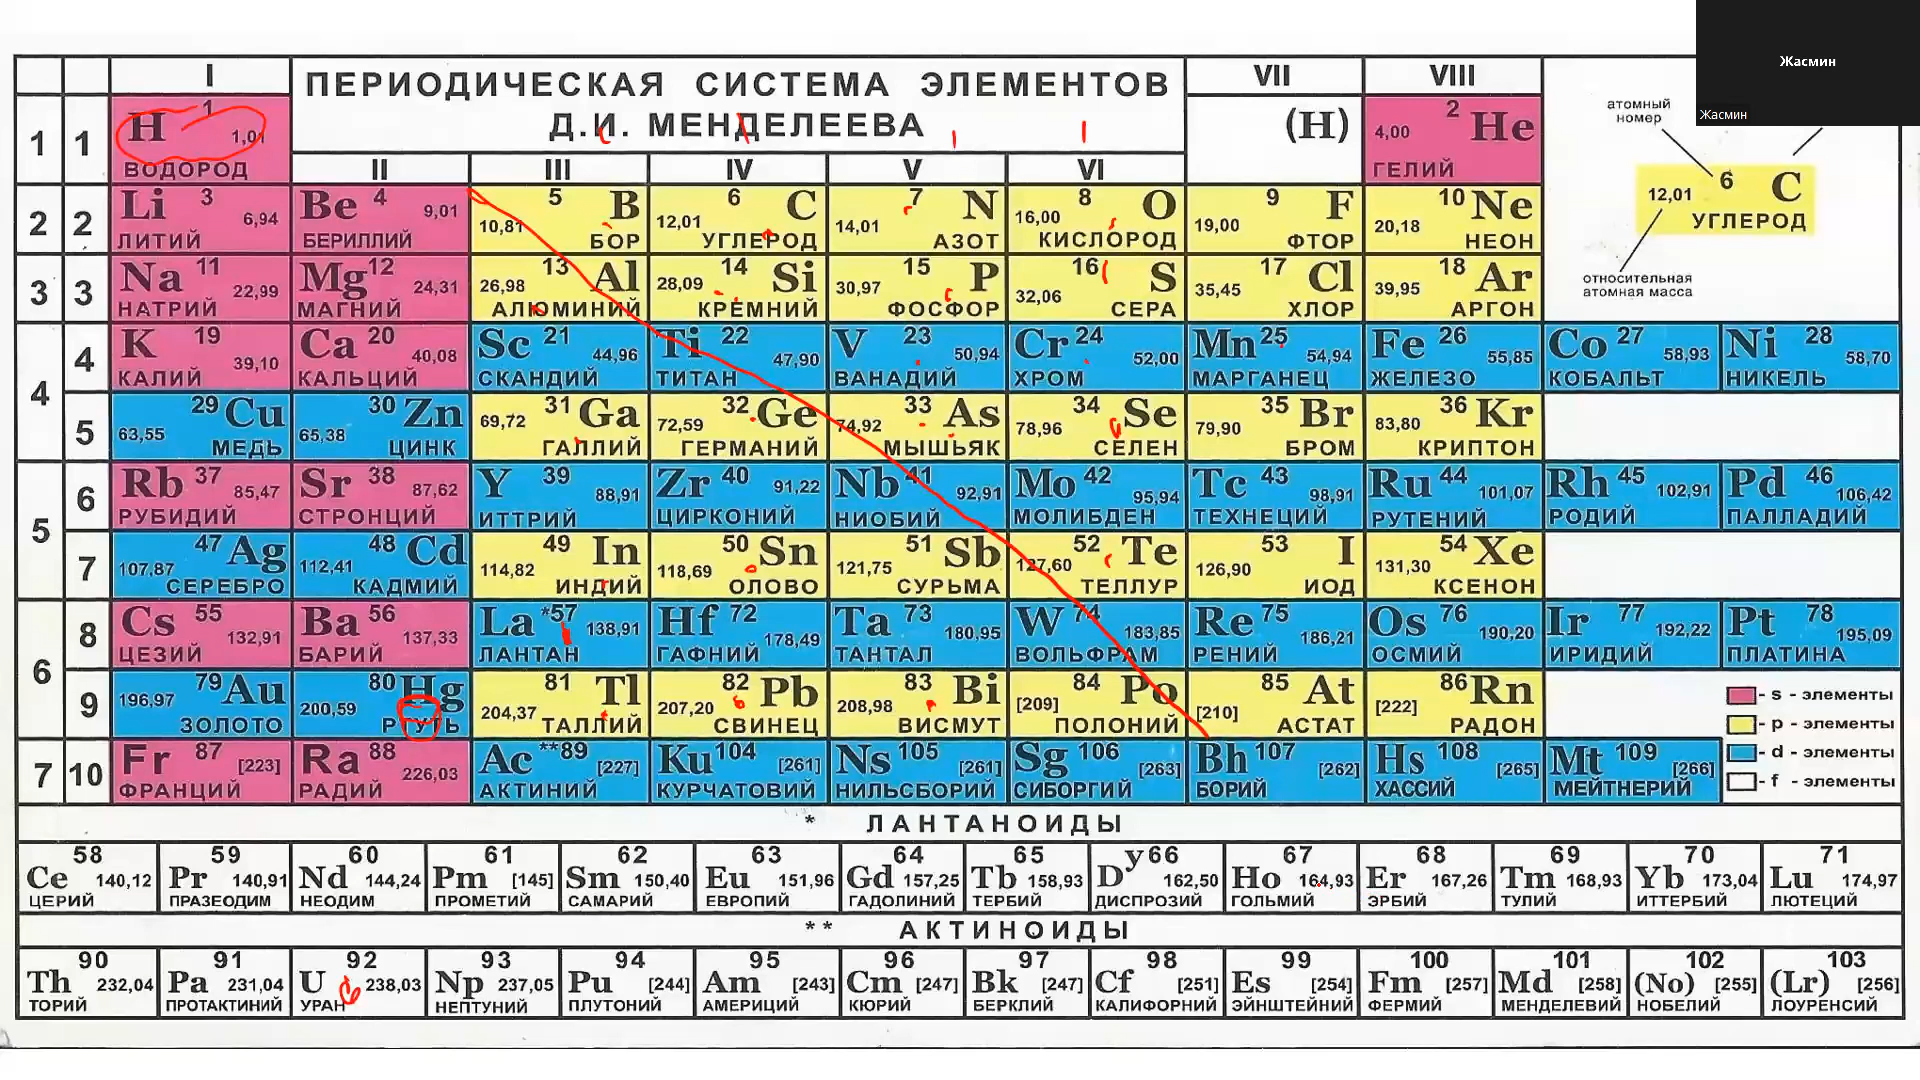 Жасмин
Жасмин
I ПЕРИОДИЧЕСКАЯ СИСТЕМА ЭЛЕМЕНТОВ VII VIII
Д.И. МЕНДЕЛЕЕВА
II III IV V VI
1 1 H 1 1,01 ВОДОРОД (H) 4,00 2 He ГЕЛИЙ
атомный номер
12,01 6 C УГЛЕРОД
относительная атомная масса
2 2 Li 3 6,94 ЛИТИЙ Be 4 9,01 БЕРИЛЛИЙ 10,81 5 B БОР 12,01 6 C УГЛЕРОД 14,01 7 N АЗОТ 16,00 8 O КИСЛОРОД 19,00 9 F ФТОР 20,18 10 Ne НЕОН
3 3 Na 11 22,99 НАТРИЙ Mg 12 24,31 МАГНИЙ 26,98 13 Al АЛЮМИНИЙ 28,09 14 Si КРЕМНИЙ 30,97 15 P ФОСФОР 32,06 16 S СЕРА 35,45 17 Cl ХЛОР 39,95 18 Ar АРГОН
4 4 K 19 39,10 КАЛИЙ Ca 20 40,08 КАЛЬЦИЙ Sc 21 44,96 СКАНДИЙ Ti 22 47,90 ТИТАН V 23 50,94 ВАНАДИЙ Cr 24 52,00 ХРОМ Mn 25 54,94 МАРГАНЕЦ Fe 26 55,85 ЖЕЛЕЗО Co 27 58,93 КОБАЛЬТ Ni 28 58,70 НИКЕЛЬ
5 63,55 29 Cu МЕДЬ 65,38 30 Zn ЦИНК 69,72 31 Ga ГАЛЛИЙ 72,59 32 Ge ГЕРМАНИЙ 74,92 33 As МЫШЬЯК 78,96 34 Se СЕЛЕН 79,90 35 Br БРОМ 83,80 36 Kr КРИПТОН
5 6 Rb 37 85,47 РУБИДИЙ Sr 38 87,62 СТРОНЦИЙ Y 39 88,91 ИТТРИЙ Zr 40 91,22 ЦИРКОНИЙ Nb 41 92,91 НИОБИЙ Mo 42 95,94 МОЛИБДЕН Tc 43 98,91 ТЕХНЕЦИЙ Ru 44 101,07 РУТЕНИЙ Rh 45 102,91 РОДИЙ Pd 46 106,42 ПАЛЛАДИЙ
7 107,87 47 Ag СЕРЕБРО 112,41 48 Cd КАДМИЙ 114,82 49 In ИНДИЙ 118,69 50 Sn ОЛОВО 121,75 51 Sb СУРЬМА 127,60 52 Te ТЕЛЛУР 126,90 53 I ИОД 131,30 54 Xe КСЕНОН
6 8 Cs 55 132,91 ЦЕЗИЙ Ba 56 137,33 БАРИЙ La *57 138,91 ЛАНТАН Hf 72 178,49 ГАФНИЙ Ta 73 180,95 ТАНТАЛ W 74 183,85 ВОЛЬФРАМ Re 75 186,21 РЕНИЙ Os 76 190,20 ОСМИЙ Ir 77 192,22 ИРИДИЙ Pt 78 195,09 ПЛАТИНА
9 196,97 79 Au ЗОЛОТО 200,59 80 Hg РТУТЬ 204,37 81 Tl ТАЛЛИЙ 207,20 82 Pb СВИНЕЦ 208,98 83 Bi ВИСМУТ [209] 84 Po ПОЛОНИЙ [210] 85 At АСТАТ [222] 86 Rn РАДОН
7 10 Fr 87 [223] ФРАНЦИЙ Ra 88 226,03 РАДИЙ Ac **89 [227] АКТИНИЙ Ku 104 [261] КУРЧАТОВИЙ Ns 105 [261] НИЛЬСБОРИЙ Sg 106 [263] СИБОРГИЙ Bh 107 [262] БОРИЙ Hs 108 [265] ХАССИЙ Mt 109 [266] МЕЙТНЕРИЙ
- s - элементы
- p - элементы
- d - элементы
- f - элементы
* ЛАНТАНОИДЫ
58 59 60 61 62 63 64 65 66 67 68 69 70 71
Ce 140,12 Pr 140,91 Nd 144,24 Pm [145] Sm 150,40 Eu 151,96 Gd 157,25 Tb 158,93 Dy 162,50 Ho 164,93 Er 167,26 Tm 168,93 Yb 173,04 Lu 174,97
ЦЕРИЙ ПРАЗЕОДИМ НЕОДИМ ПРОМЕТИЙ САМАРИЙ ЕВРОПИЙ ГАДОЛИНИЙ ТЕРБИЙ ДИСПРОЗИЙ ГОЛЬМИЙ ЭРБИЙ ТУЛИЙ ИТТЕРБИЙ ЛЮТЕЦИЙ
** АКТИНОИДЫ
90 91 92 93 94 95 96 97 98 99 100 101 102 103
Th 232,04 Pa 231,04 U 238,03 Np 237,05 Pu [244] Am [243] Cm [247] Bk [247] Cf [251] Es [254] Fm [257] Md [258] (No) [255] (Lr) [256]
ТОРИЙ ПРОТАКТИНИЙ УРАН НЕПТУНИЙ ПЛУТОНИЙ АМЕРИЦИЙ КЮРИЙ БЕРКЛИЙ КАЛИФОРНИЙ ЭЙНШТЕЙНИЙ ФЕРМИЙ МЕНДЕЛЕВИЙ НОБЕЛИЙ ЛОУРЕНСИЙ